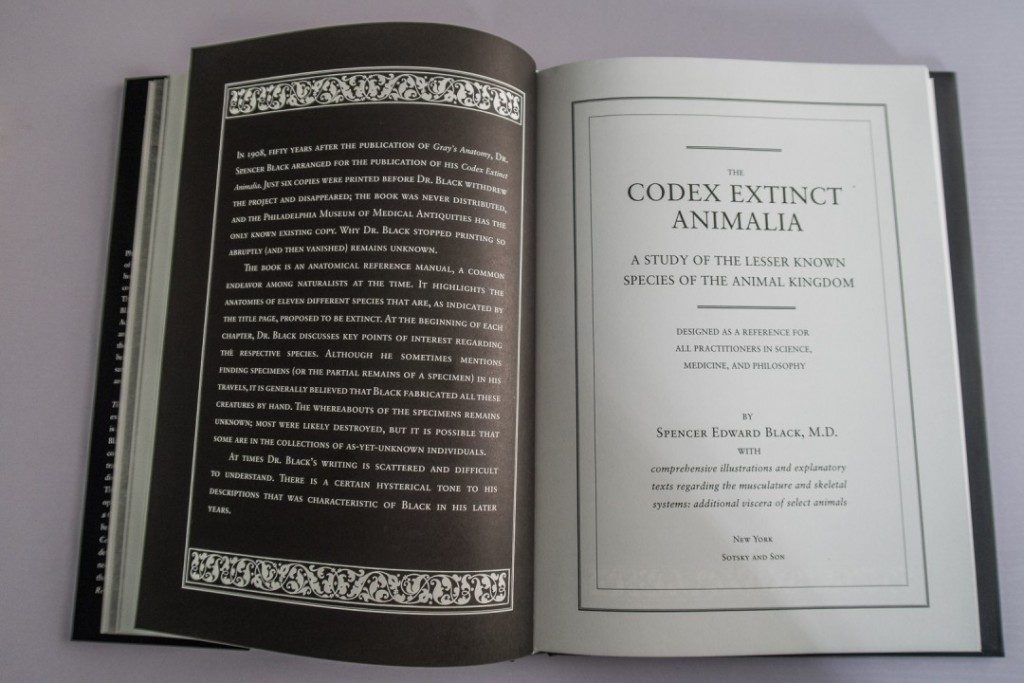 In 1908, fifty years after the publication of Gray's Anatomy, Dr.
Spencer Black arranged for the publication of his Codex Extinct
Animalia. Just six copies were printed before Dr. Black withdrew
the project and disappeared; the book was never distributed,
and the Philadelphia Museum of Medical Antiquities has the
only known existing copy. Why Dr. Black stopped printing so
abruptly (and then vanished) remains unknown.
The book is an anatomical reference manual, a common
endeavor among naturalists at the time. It highlights the
anatomies of eleven different species that are, as indicated by
the title page, proposed to be extinct. At the beginning of each
chapter, Dr. Black discusses key points of interest regarding
the respective species. Although he sometimes mentions
finding specimens (or the partial remains of a specimen) in his
travels, it is generally believed that Black fabricated all these
creatures by hand. The whereabouts of the specimens remains
unknown; most were likely destroyed, but it is possible that
some are in the collections of as-yet-unknown individuals.
At times Dr. Black's writing is scattered and difficult
to understand. There is a certain hysterical tone to his
descriptions that was characteristic of Black in his later
years.
THE
CODEX EXTINCT
ANIMALIA
A STUDY OF THE LESSER KNOWN
SPECIES OF THE ANIMAL KINGDOM
DESIGNED AS A REFERENCE FOR
ALL PRACTITIONERS IN SCIENCE,
MEDICINE, AND PHILOSOPHY
BY
Spencer Edward Black, M.D.
WITH
comprehensive illustrations and explanatory
texts regarding the musculature and skeletal
systems: additional viscera of select animals
New York
Sotsky and Son